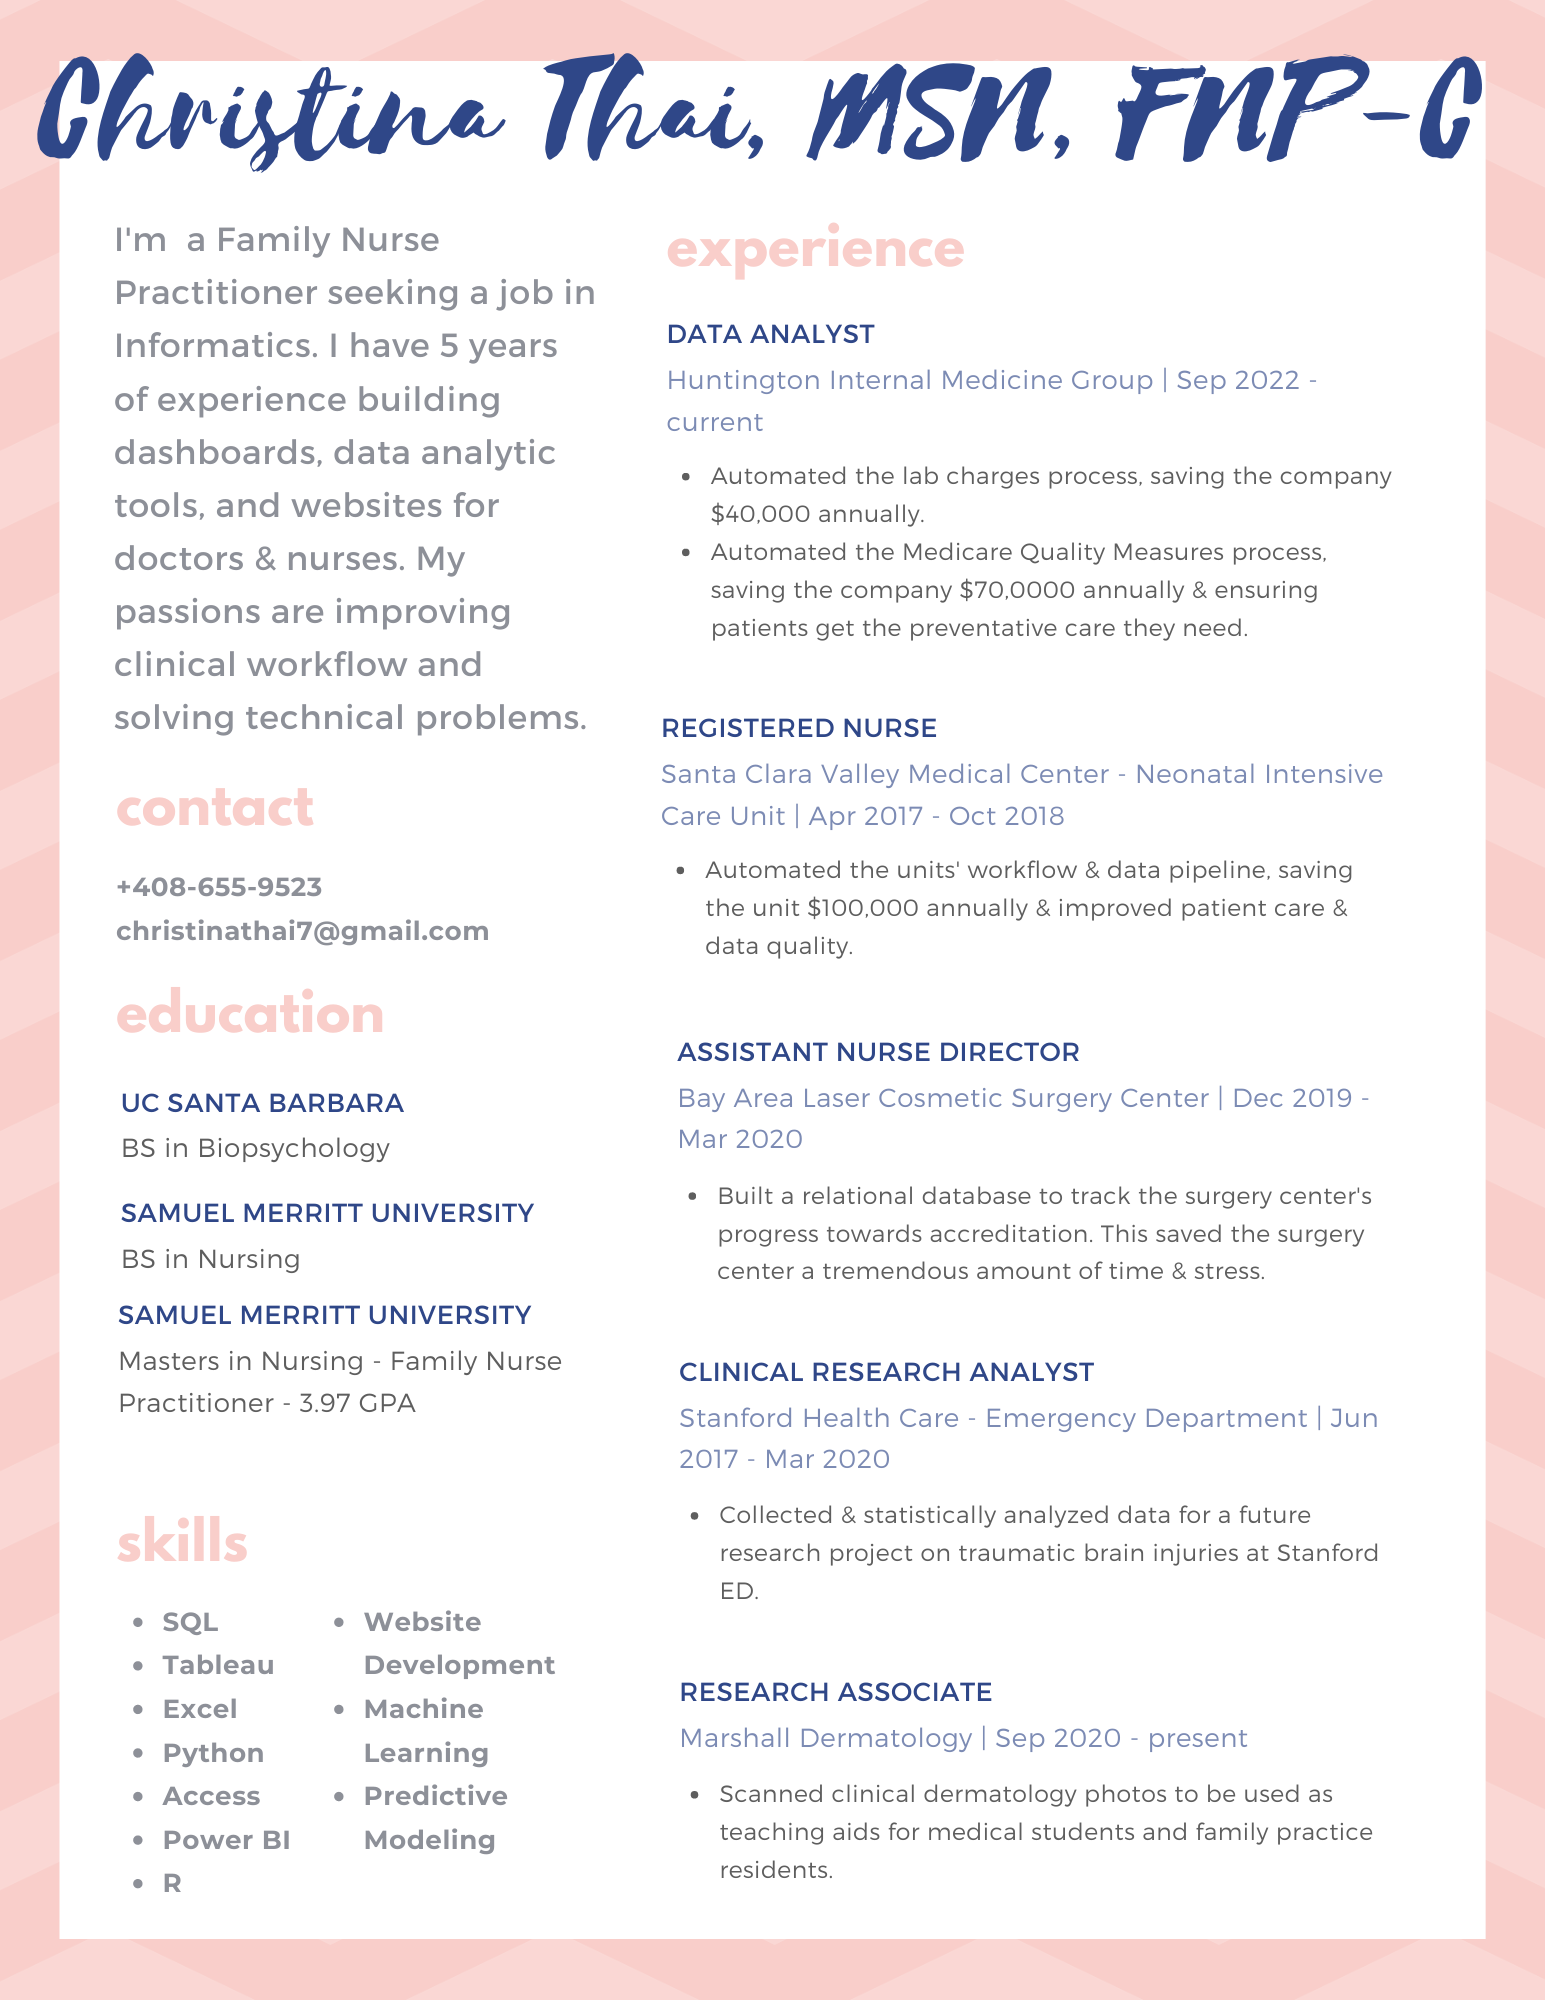 Christina Thai, MSN, FNP-C
I'm a Family Nurse
Practitioner seeking a job in
Informatics. I have 5 years
of experience building
dashboards, data analytic
tools, and websites for
doctors & nurses. My
passions are improving
clinical workflow and
solving technical problems.
contact
+408-655-9523
christinathai7@gmail.com
education
UC SANTA BARBARA
BS in Biopsychology
SAMUEL MERRITT UNIVERSITY
BS in Nursing
SAMUEL MERRITT UNIVERSITY
Masters in Nursing - Family Nurse
Practitioner - 3.97 GPA
skills
• SQL
• Tableau
• Excel
• Python
• Access
• Power BI
• R
• Website
Development
• Machine
Learning
• Predictive
Modeling
experience
DATA ANALYST
Huntington Internal Medicine Group | Sep 2022 -
current
• Automated the lab charges process, saving the company
$40,000 annually.
• Automated the Medicare Quality Measures process,
saving the company $70,0000 annually & ensuring
patients get the preventative care they need.
REGISTERED NURSE
Santa Clara Valley Medical Center - Neonatal Intensive
Care Unit | Apr 2017 - Oct 2018
• Automated the units' workflow & data pipeline, saving
the unit $100,000 annually & improved patient care &
data quality.
ASSISTANT NURSE DIRECTOR
Bay Area Laser Cosmetic Surgery Center | Dec 2019 -
Mar 2020
• Built a relational database to track the surgery center's
progress towards accreditation. This saved the surgery
center a tremendous amount of time & stress.
CLINICAL RESEARCH ANALYST
Stanford Health Care - Emergency Department | Jun
2017 - Mar 2020
• Collected & statistically analyzed data for a future
research project on traumatic brain injuries at Stanford
ED.
RESEARCH ASSOCIATE
Marshall Dermatology | Sep 2020 - present
• Scanned clinical dermatology photos to be used as
teaching aids for medical students and family practice
residents.